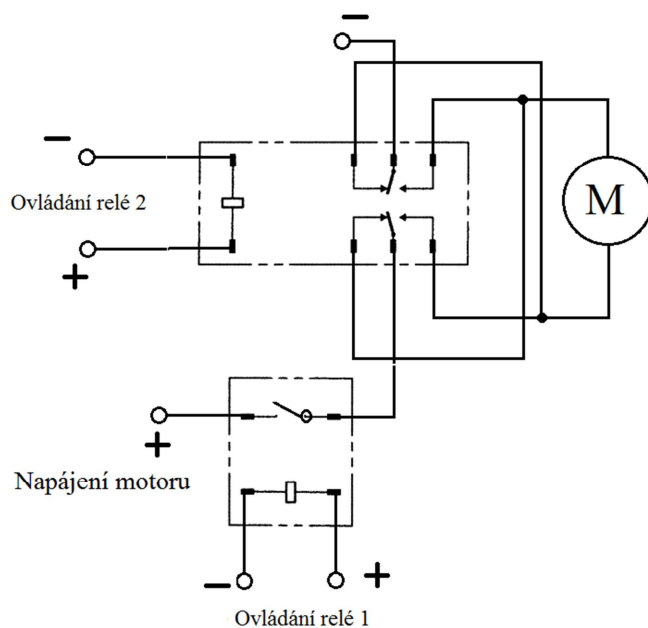 −
−
Ovládání relé 2
+
M
+
Napájení motoru
− +
Ovládání relé 1